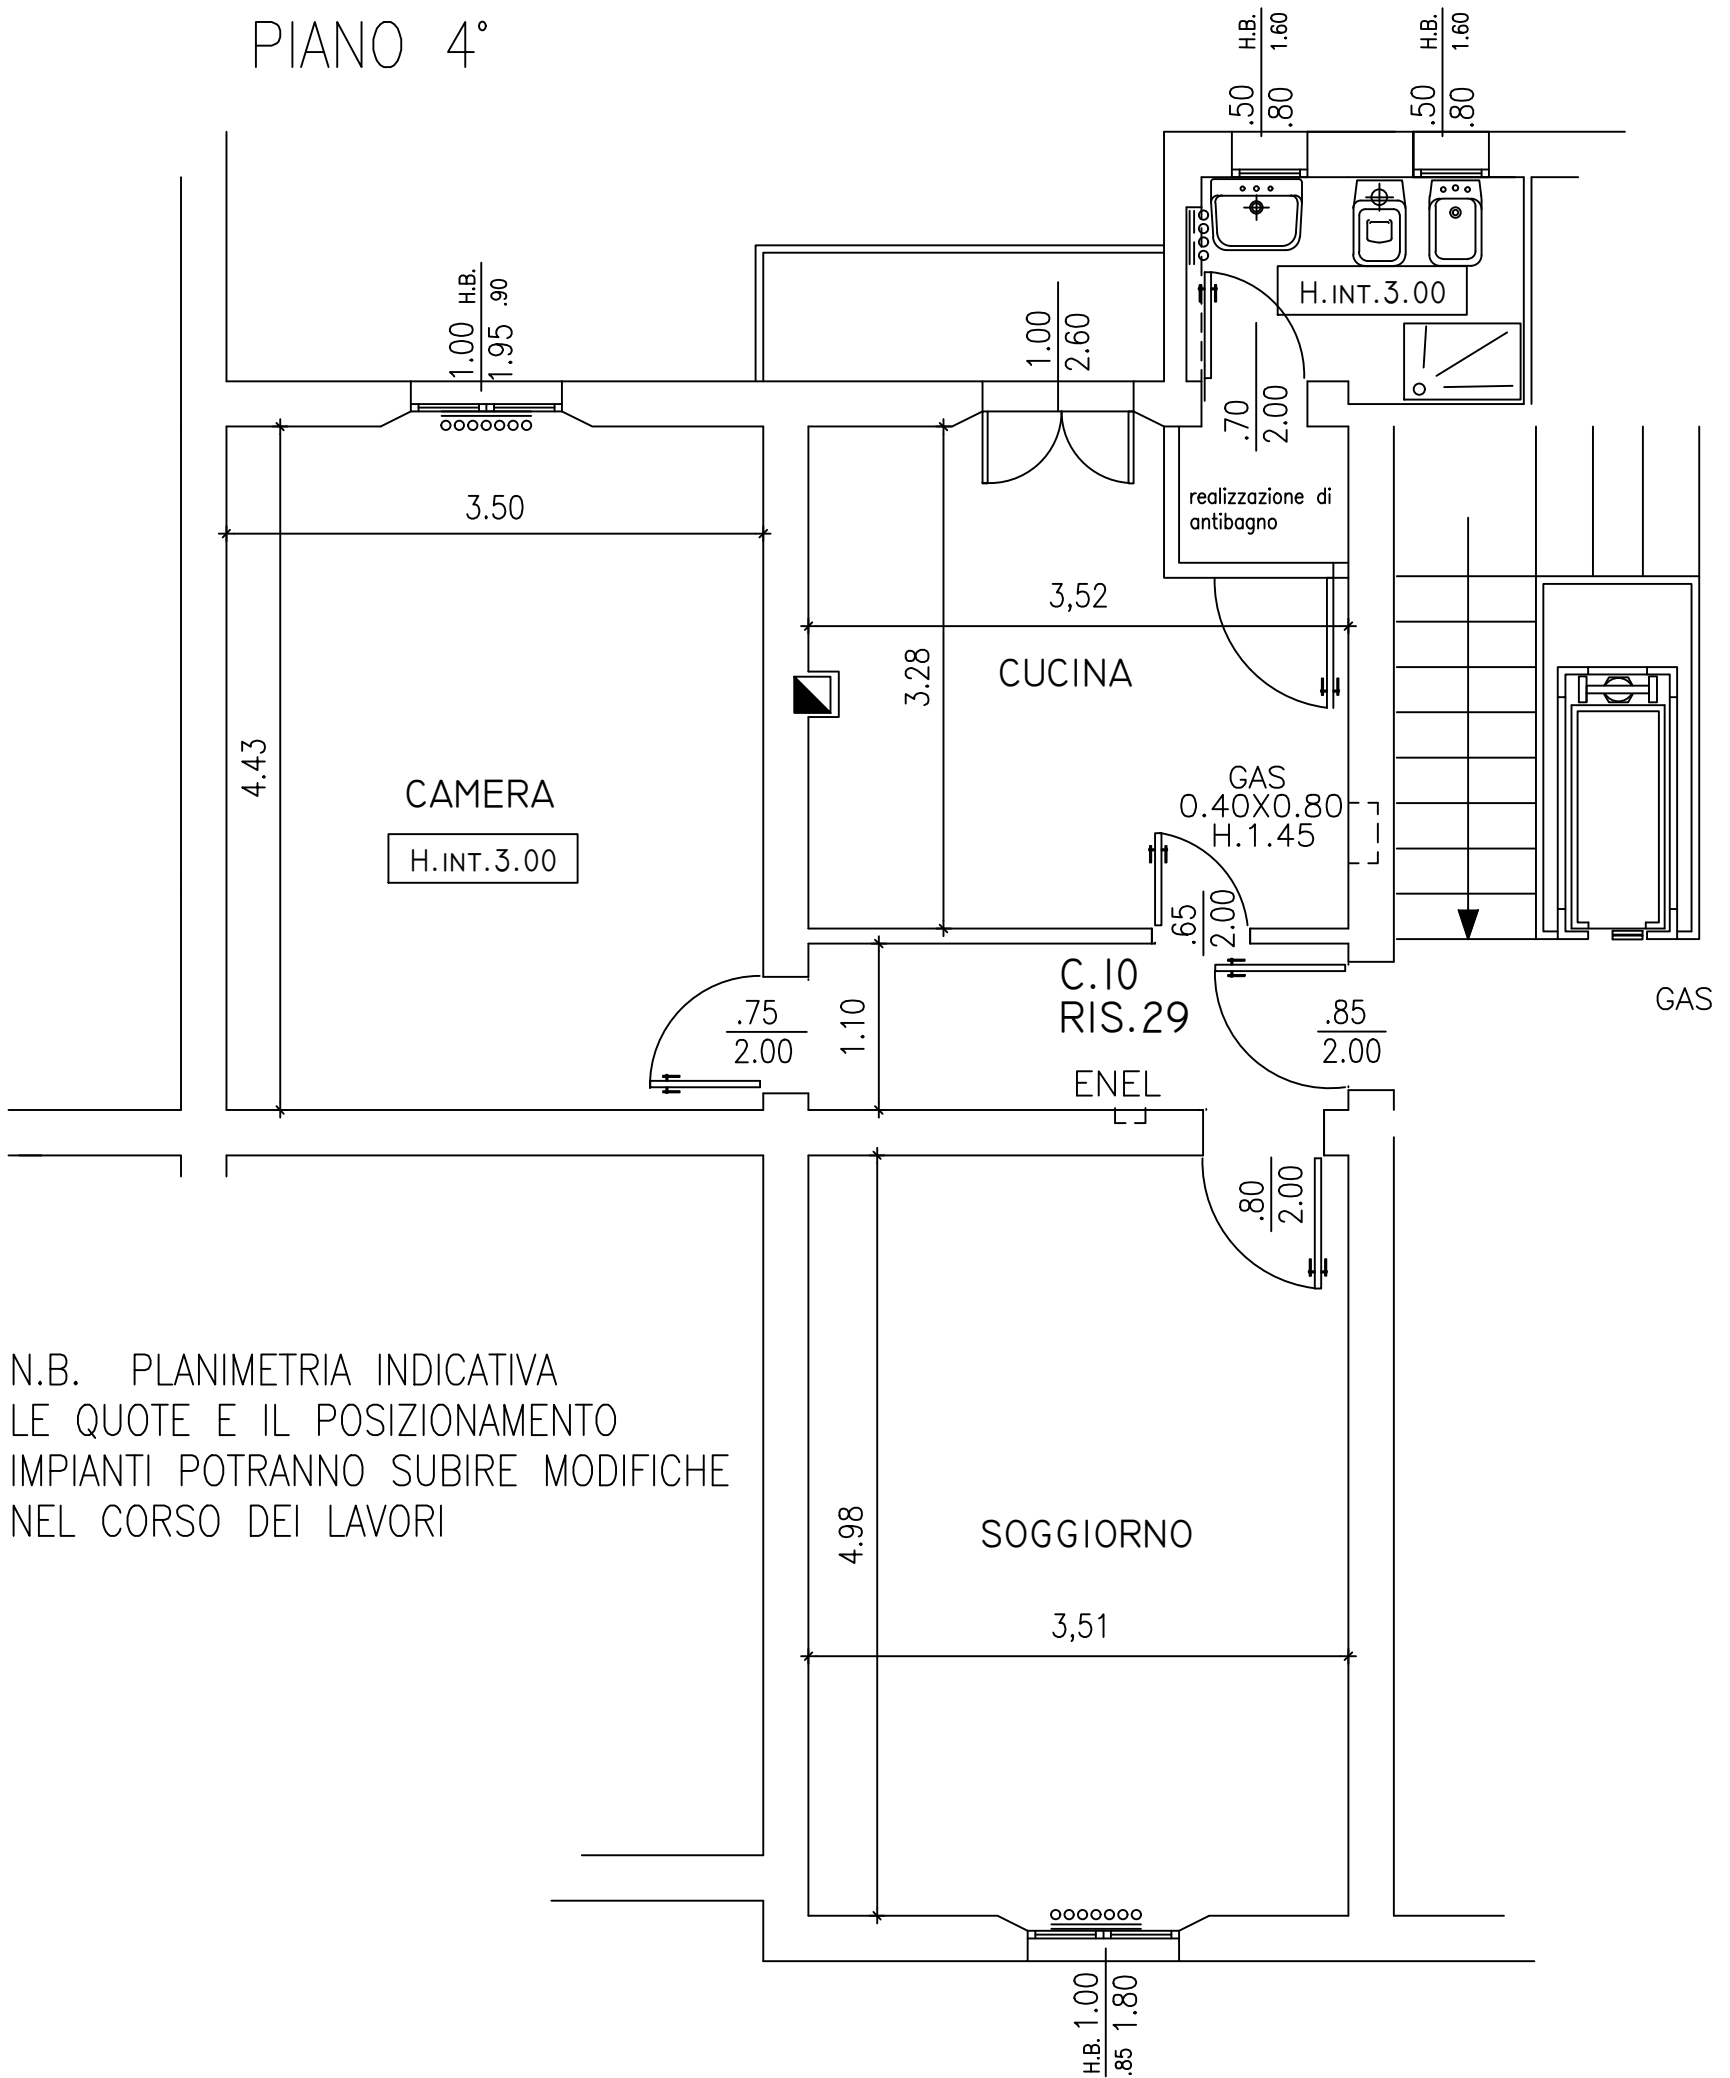 PIANO 4°
H.B.
1.60
.50
.80
H.B.
1.60
.50
.80
1.00 H.B.
1.95 .90
1.00
2.60
H.INT.3.00
.70
2.00
realizzazione di
antibagno
3.50
3,52
3.28
CUCINA
4.43
CAMERA
H.INT.3.00
GAS
0.40X0.80
H.1.45
.65
2.00
C.10
RIS.29
GAS
.75
2.00
1.10
.85
2.00
ENEL
.80
2.00
N.B. PLANIMETRIA INDICATIVA
LE QUOTE E IL POSIZIONAMENTO
IMPIANTI POTRANNO SUBIRE MODIFICHE
NEL CORSO DEI LAVORI
4.98
SOGGIORNO
3,51
H.B. 1.00
.85 1.80